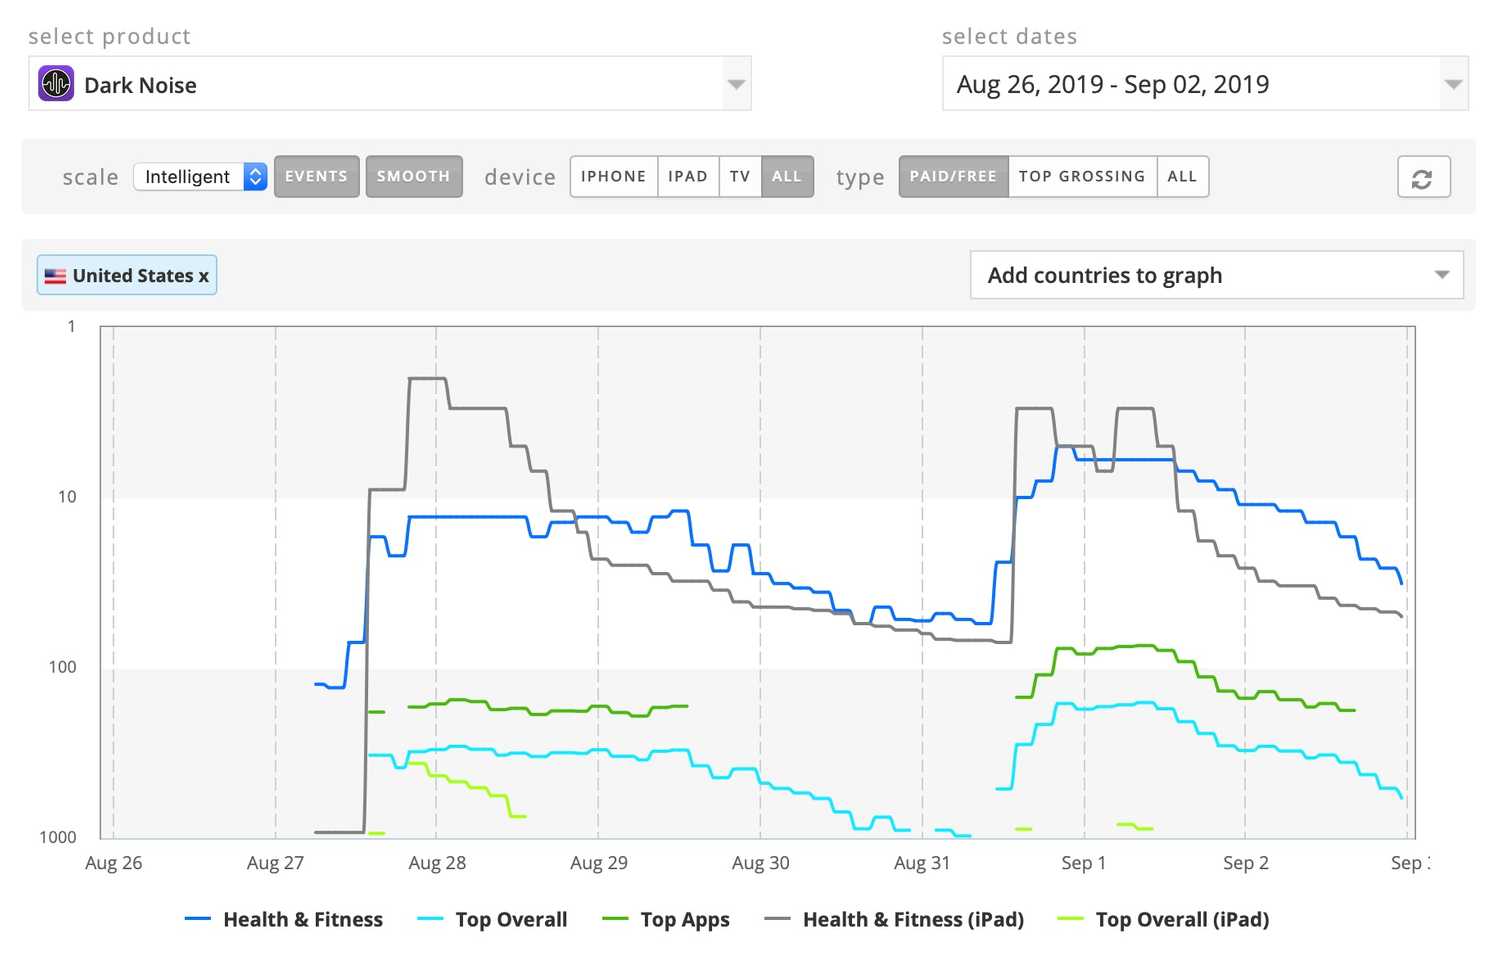 select product
select dates
Dark Noise
Aug 26, 2019 - Sep 02, 2019
scale Intelligent EVENTS SMOOTH device IPHONE IPAD TV ALL type PAID/FREE TOP GROSSING ALL
United States x
Add countries to graph
1
10
100
1000
Aug 26 Aug 27 Aug 28 Aug 29 Aug 30 Aug 31 Sep 1 Sep 2 Sep
Health & Fitness Top Overall Top Apps Health & Fitness (iPad) Top Overall (iPad)